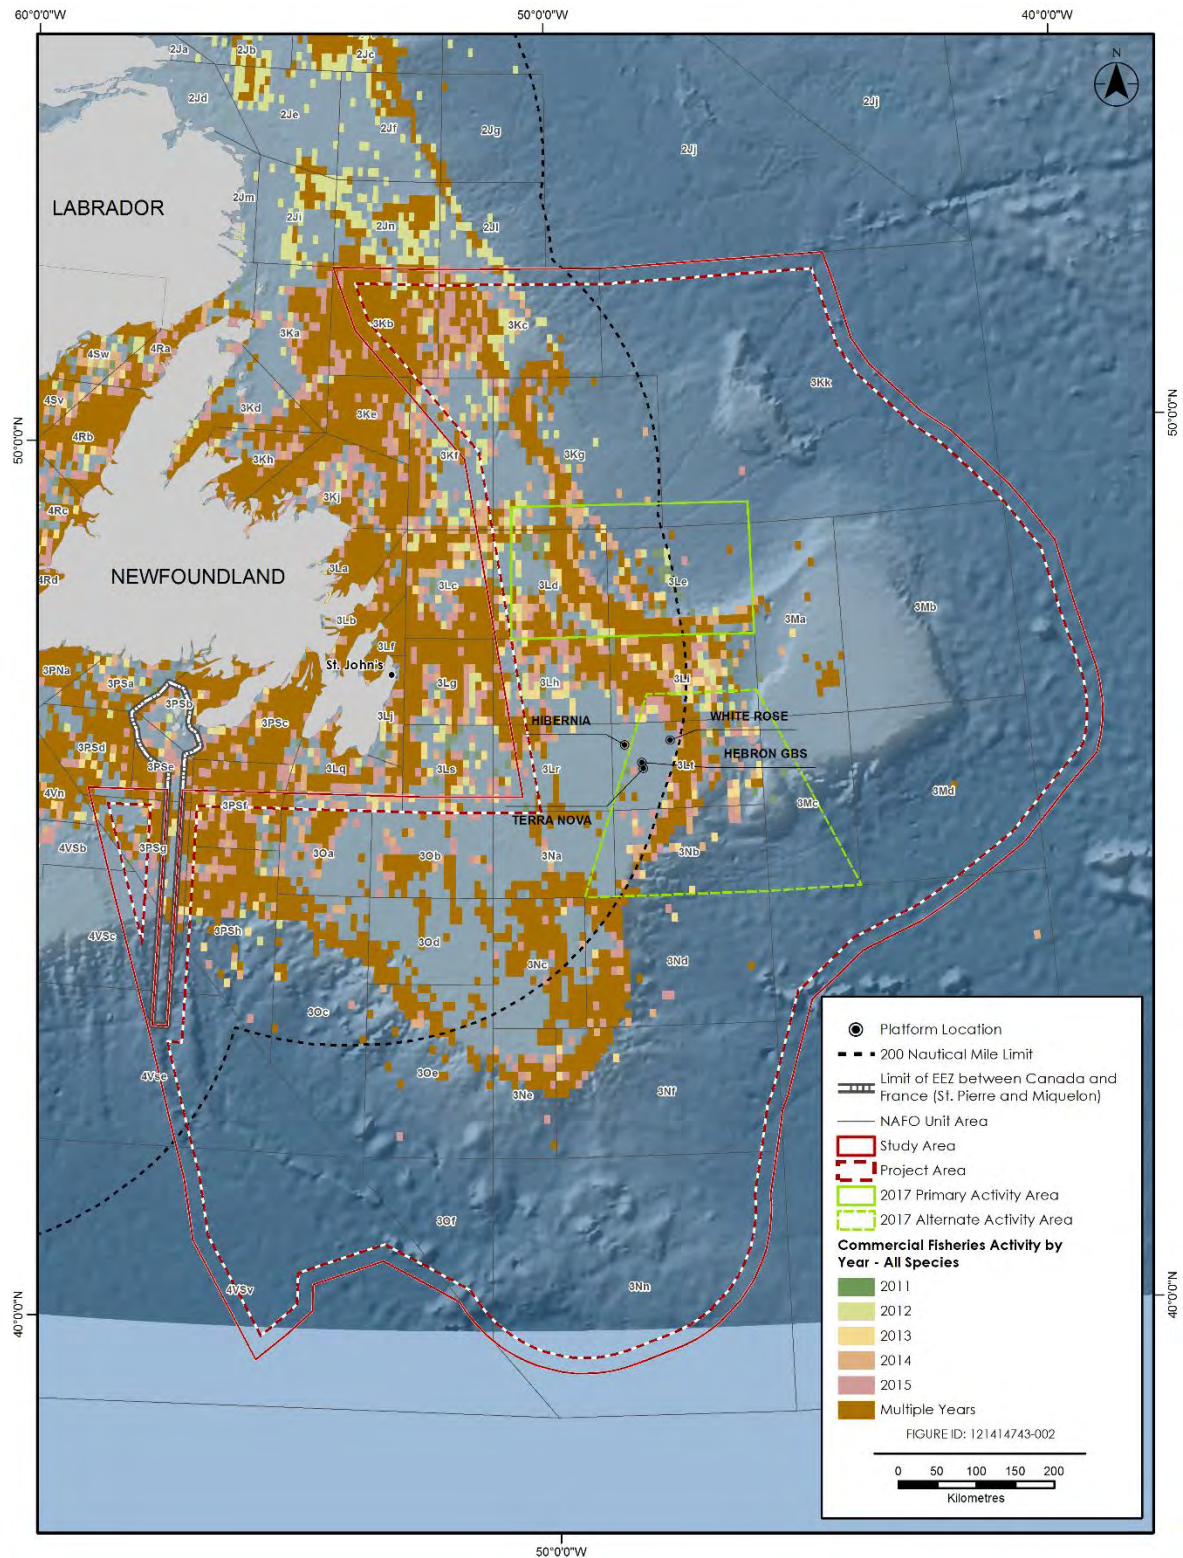 60°0'0"W
50°0'0"W
40°0'0"W
2Ja
2Jb
2Jc
N
2Jd
2Je
2Jf
2Jg
2Jj
2Jj
LABRADOR
2Jm
2Ji
2Jn
2Jl
3Ka
3Kb
3Kc
4Sw
4Ra
3Kk
4Sv
3Kd
3Ke
50°0'0"N
50°0'0"N
4Rb
3Kh
3Kf
3Kg
3Kj
4Rc
NEWFOUNDLAND
4Rd
3La
3Lc
3Ld
3Le
3Lb
3Ma
3Mb
3Lf
St. John's
3PNa
3PSa
3PSb
3Lg
3Lh
3Li
3PSc
3Lj
HIBERNIA
WHITE ROSE
3PSd
HEBRON GBS
3PSe
3Lq
3Ls
3Lr
3Lt
4Vn
3PSf
3Mc
3Md
TERRA NOVA
4VSb
3PSg
3Oa
3Ob
3Na
3Nb
4VSc
3PSh
3Od
3Nc
3Nd
3Oc
4Vse
3Oe
3Ne
3Nf
3Of
4VSv
3Nn
40°0'0"N
40°0'0"N
Platform Location
200 Nautical Mile Limit
Limit of EEZ between Canada and
France (St. Pierre and Miquelon)
NAFO Unit Area
Study Area
Project Area
2017 Primary Activity Area
2017 Alternate Activity Area
Commercial Fisheries Activity by
Year - All Species
2011
2012
2013
2014
2015
Multiple Years
FIGURE ID: 121414743-002
0 50 100 150 200
Kilometres
50°0'0"W